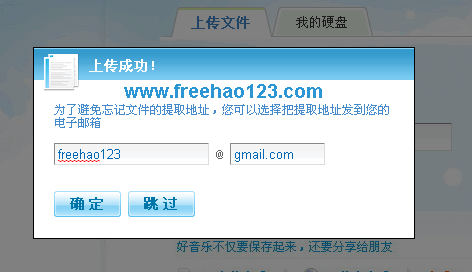 上传文件 我的硬盘
上传成功！
www.freehao123.com
为了避免忘记文件的提取地址，您可以选择把提取地址发到您的
电子邮箱
freehao123 @ gmail.com
确 定 跳 过
好音乐不仅要保存起来，还要分享给朋友